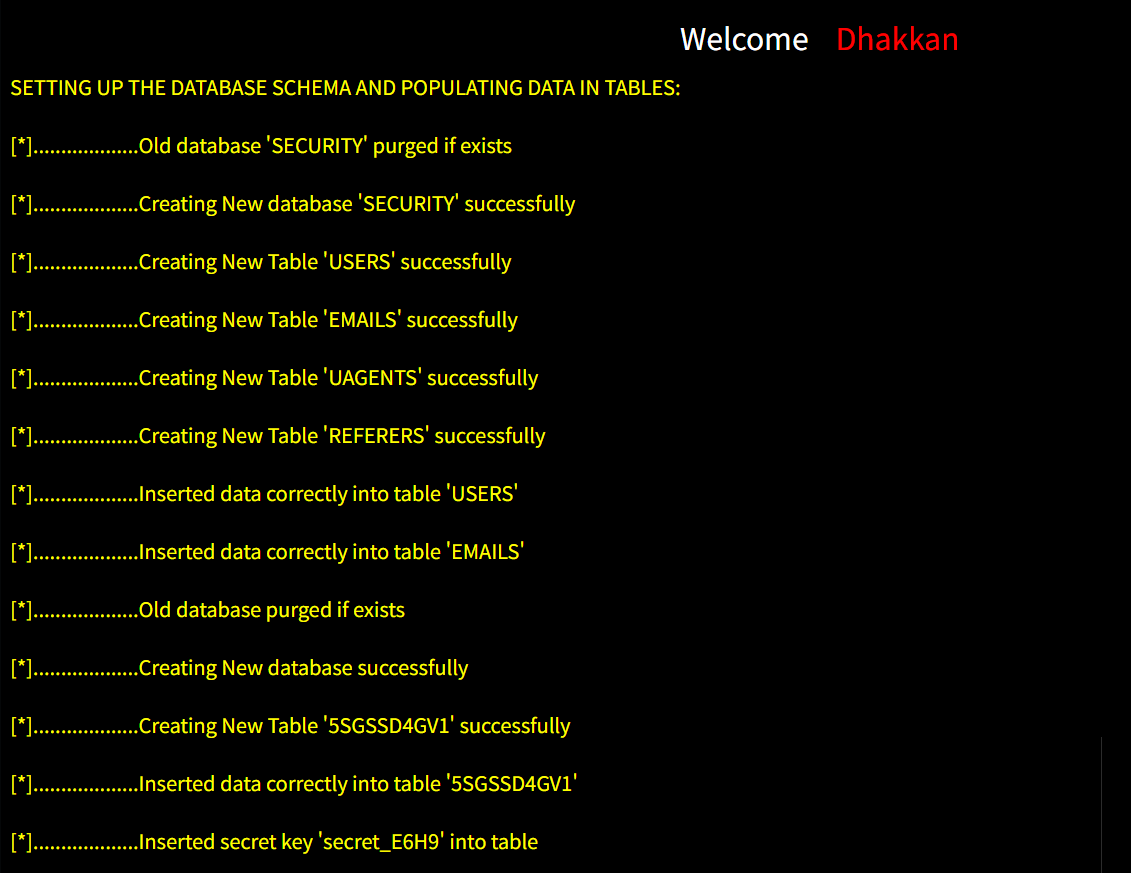 Welcome Dhakkan
SETTING UP THE DATABASE SCHEMA AND POPULATING DATA IN TABLES:
[*]...................Old database 'SECURITY' purged if exists
[*]...................Creating New database 'SECURITY' successfully
[*]...................Creating New Table 'USERS' successfully
[*]...................Creating New Table 'EMAILS' successfully
[*]...................Creating New Table 'UAGENTS' successfully
[*]...................Creating New Table 'REFERERS' successfully
[*]...................Inserted data correctly into table 'USERS'
[*]...................Inserted data correctly into table 'EMAILS'
[*]...................Old database purged if exists
[*]...................Creating New database successfully
[*]...................Creating New Table '5SGSSD4GV1' successfully
[*]...................Inserted data correctly into table '5SGSSD4GV1'
[*]...................Inserted secret key 'secret_E6H9' into table